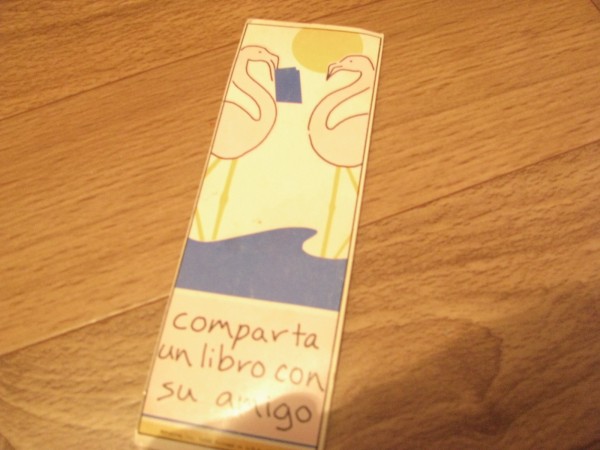 comparta
un libro con
su amigo